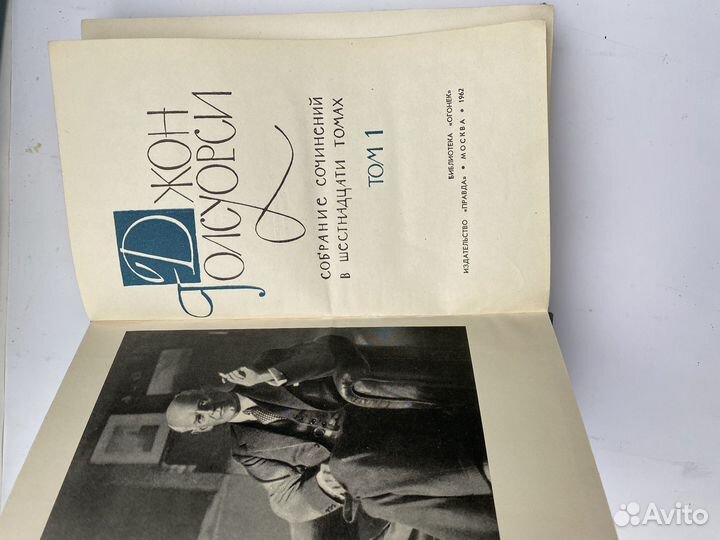 ДЖОН
ГОЛСУОРСИ
СОБРАНИЕ СОЧИНЕНИЙ
В ШЕСТНАДЦАТИ ТОМАХ
ТОМ 1
БИБЛИОТЕКА «ОГОНЕК»
ИЗДАТЕЛЬСТВО «ПРАВДА» • МОСКВА • 1962
Avito